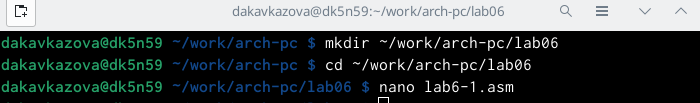 dakavkazova@dk5n59:~/work/arch-pc/lab06
dakavkazova@dk5n59 ~/work/arch-pc $ mkdir ~/work/arch-pc/lab06
dakavkazova@dk5n59 ~/work/arch-pc $ cd ~/work/arch-pc/lab06
dakavkazova@dk5n59 ~/work/arch-pc/lab06 $ nano lab6-1.asm